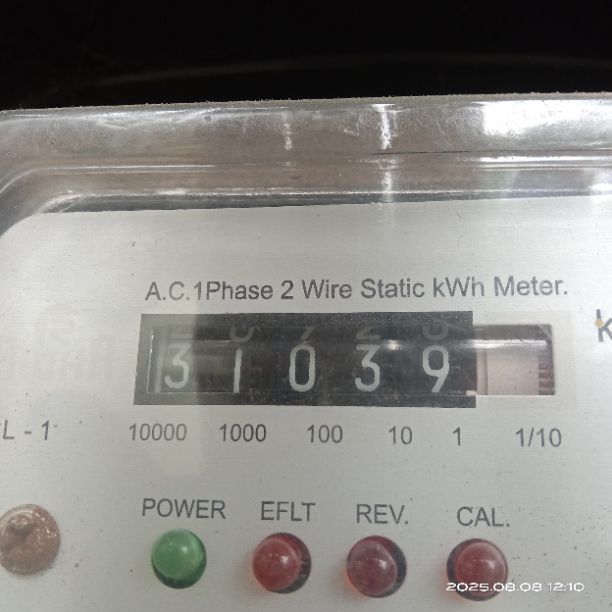 A.C.1Phase 2 Wire Static kWh Meter.
31039
L - 1 10000 1000 100 10 1 1/10
POWER EFLT REV. CAL.
2025.08.08 12:10